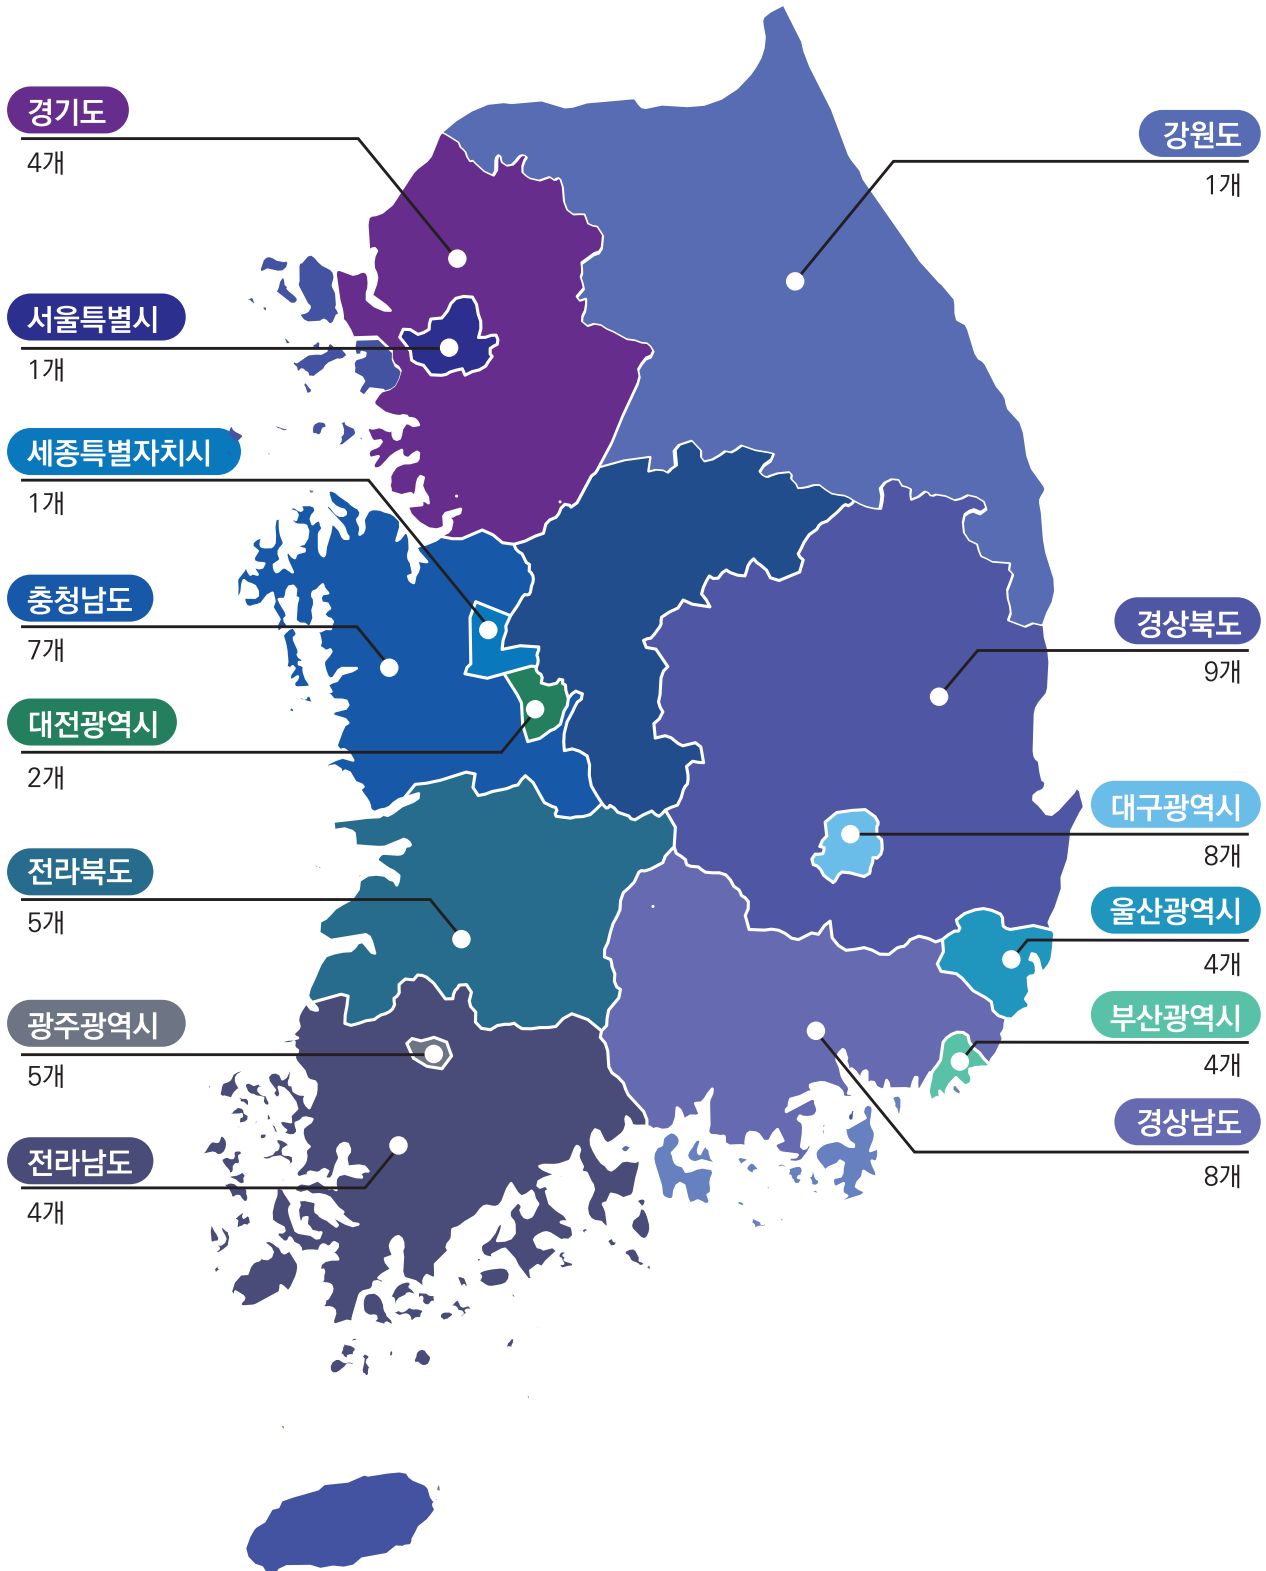 경기도
4개
서울특별시
1개
세종특별자치시
1개
충청남도
7개
대전광역시
2개
전라북도
5개
광주광역시
5개
전라남도
4개
강원도
1개
경상북도
9개
대구광역시
8개
울산광역시
4개
부산광역시
4개
경상남도
8개